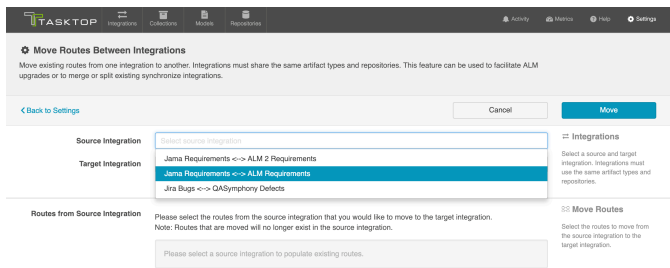 TASKTOP
Integrations
Collections
Models
Repositories
Activity
Metrics
Help
Settings
Move Routes Between Integrations
Move existing routes from one integration to another. Integrations must share the same artifact types and repositories. This feature can be used to facilitate ALM
upgrades or to merge or split existing synchronize integrations.
Back to Settings
Cancel
Move
Source Integration
Select source integration
Target Integration
Jama Requirements <--> ALM 2 Requirements
Jama Requirements <--> ALM Requirements
Jira Bugs <--> QASymphony Defects
Integrations
Select a source and target
integration. Integrations must
use the same artifact types and
repositories.
Routes from Source Integration
Please select the routes from the source integration that you would like to move to the target integration.
Note: Routes that are moved will no longer exist in the source integration.
Please select a source integration to populate existing routes.
Move Routes
Select the routes to move from
the source integration to the
target integration.